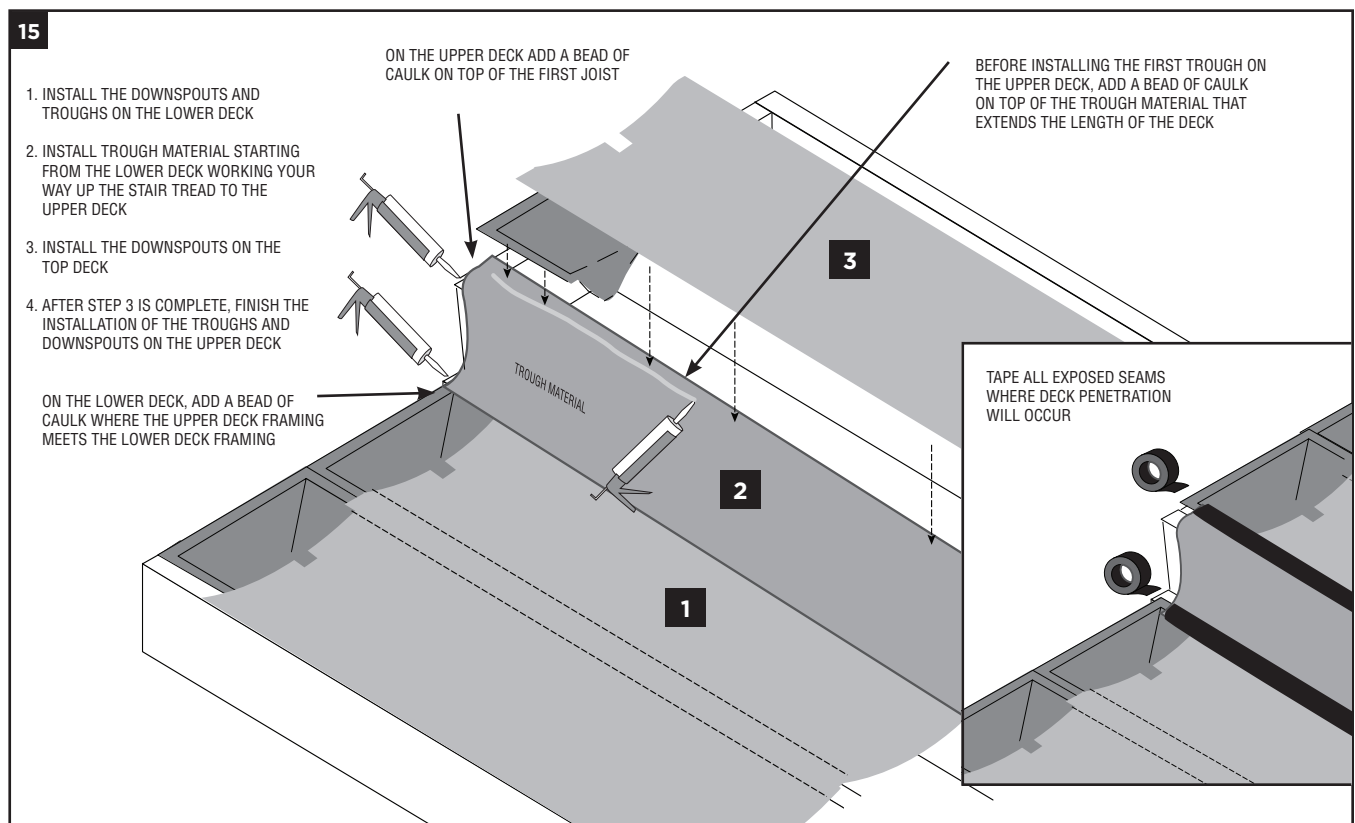 15
1. INSTALL THE DOWNSPOUTS AND
TROUGHS ON THE LOWER DECK
2. INSTALL TROUGH MATERIAL STARTING
FROM THE LOWER DECK WORKING YOUR
WAY UP THE STAIR TREAD TO THE
UPPER DECK
3. INSTALL THE DOWNSPOUTS ON THE
TOP DECK
4. AFTER STEP 3 IS COMPLETE, FINISH THE
INSTALLATION OF THE TROUGHS AND
DOWNSPOUTS ON THE UPPER DECK
ON THE LOWER DECK, ADD A BEAD OF
CAULK WHERE THE UPPER DECK FRAMING
MEETS THE LOWER DECK FRAMING
ON THE UPPER DECK ADD A BEAD OF
CAULK ON TOP OF THE FIRST JOIST
BEFORE INSTALLING THE FIRST TROUGH ON
THE UPPER DECK, ADD A BEAD OF CAULK
ON TOP OF THE TROUGH MATERIAL THAT
EXTENDS THE LENGTH OF THE DECK
3
TROUGH MATERIAL
2
1
TAPE ALL EXPOSED SEAMS
WHERE DECK PENETRATION
WILL OCCUR